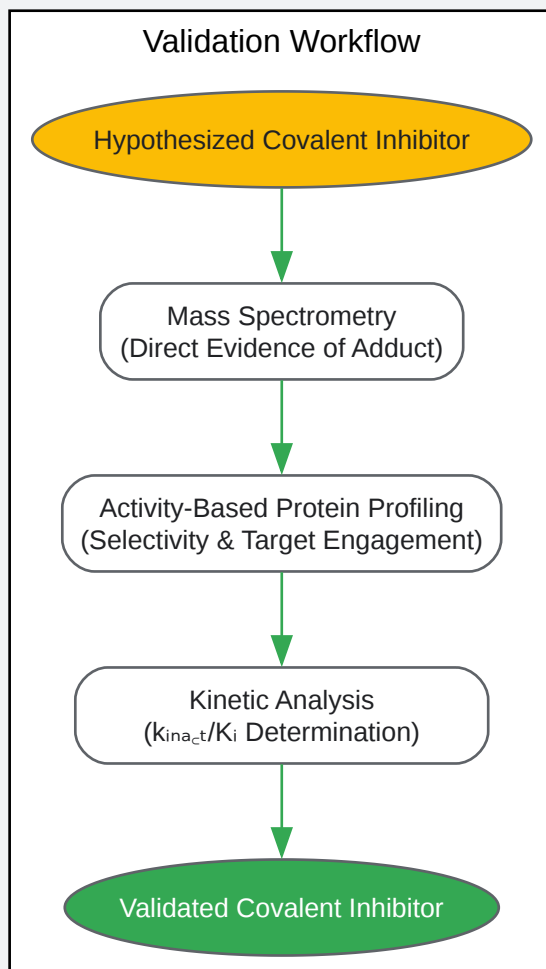 Validation Workflow
Hypothesized Covalent Inhibitor
Mass Spectrometry
(Direct Evidence of Adduct)
Activity-Based Protein Profiling
(Selectivity & Target Engagement)
Kinetic Analysis
(kᵢₙₐ꜀ₜ/Kᵢ Determination)
Validated Covalent Inhibitor